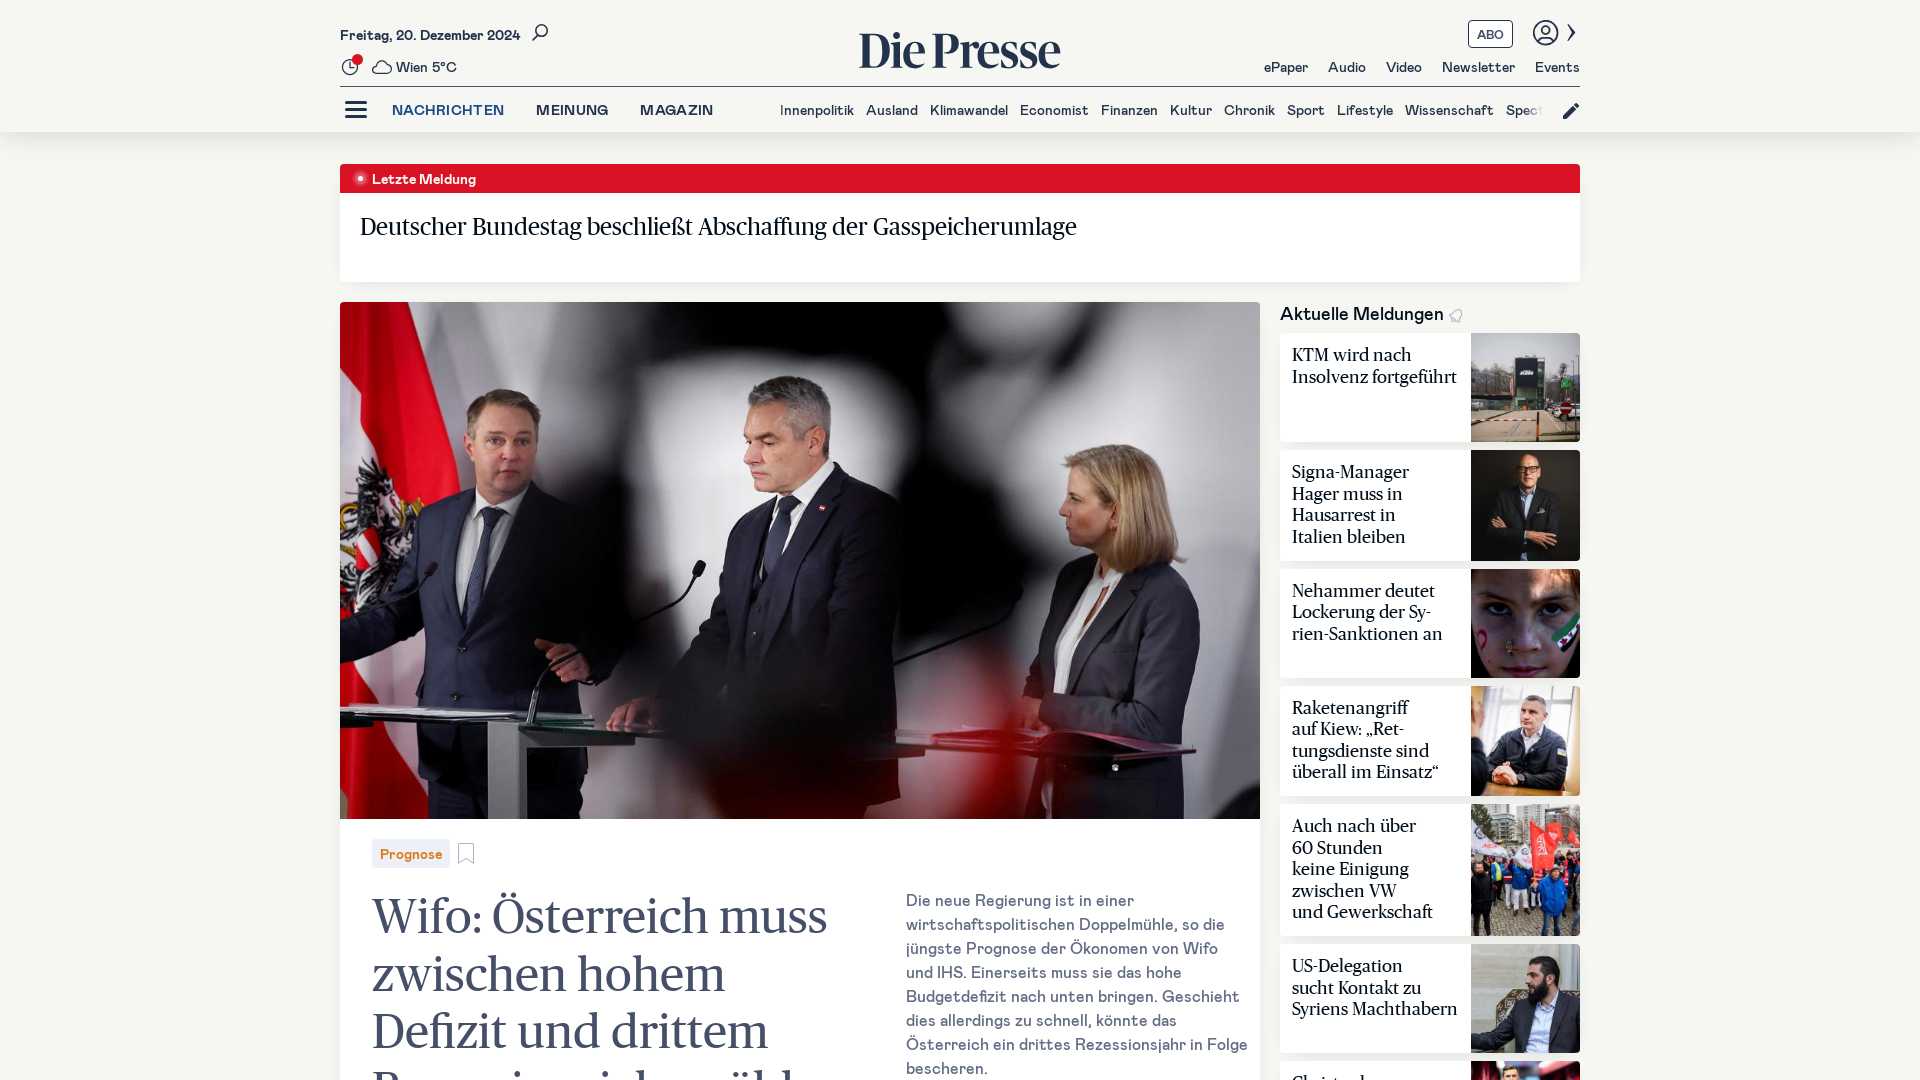 Freitag, 20. Dezember 2024
Wien 5°C
Die Presse
ABO
ePaper
Audio
Video
Newsletter
Events
NACHRICHTEN
MEINUNG
MAGAZIN
Innenpolitik
Ausland
Klimawandel
Economist
Finanzen
Kultur
Chronik
Sport
Lifestyle
Wissenschaft
Letzte Meldung
Deutscher Bundestag beschließt Abschaffung der Gasspeicherumlage
Prognose
Wifo: Österreich muss
zwischen hohem
Defizit und drittem
Die neue Regierung ist in einer
wirtschaftspolitischen Doppelmühle, so die
jüngste Prognose der Ökonomen von Wifo
und IHS. Einerseits muss sie das hohe
Budgetdefizit nach unten bringen. Geschieht
dies allerdings zu schnell, könnte das
Österreich ein drittes Rezessionsjahr in Folge
bescheren.
Aktuelle Meldungen
KTM wird nach
Insolvenz fortgeführt
Signa-Manager
Hager muss in
Hausarrest in
Italien bleiben
Nehammer deutet
Lockerung der Sy-
rien-Sanktionen an
Raketenangriff
auf Kiew: „Ret-
tungsdienste sind
überall im Einsatz“
Auch nach über
60 Stunden
keine Einigung
zwischen VW
und Gewerkschaft
US-Delegation
sucht Kontakt zu
Syriens Machthabern